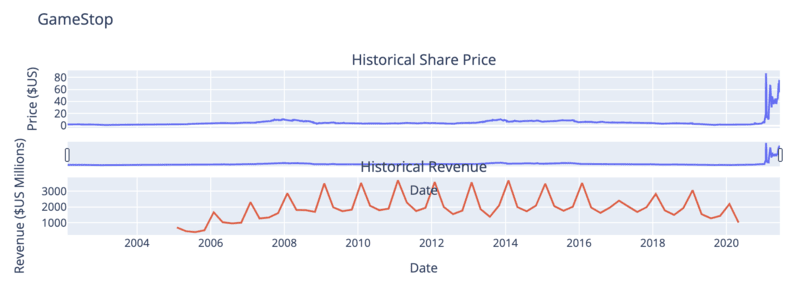 GameStop
Historical Share Price
Price ($US)
80
60
40
20
0
Historical Revenue
Date
Revenue ($US Millions)
3000
2000
1000
2004 2006 2008 2010 2012 2014 2016 2018 2020
Date